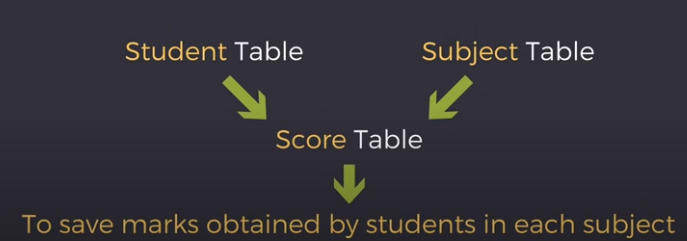 Student Table
Subject Table
Score Table
To save marks obtained by students in each subject